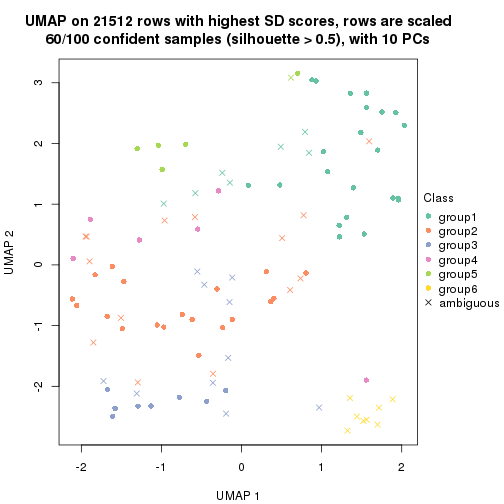 UMAP on 21512 rows with highest SD scores, rows are scaled
60/100 confident samples (silhouette > 0.5), with 10 PCs
3
2
1
0
-1
-2
UMAP 2
-2
-1
0
1
2
UMAP 1
Class
group1
group2
group3
group4
group5
group6
ambiguous